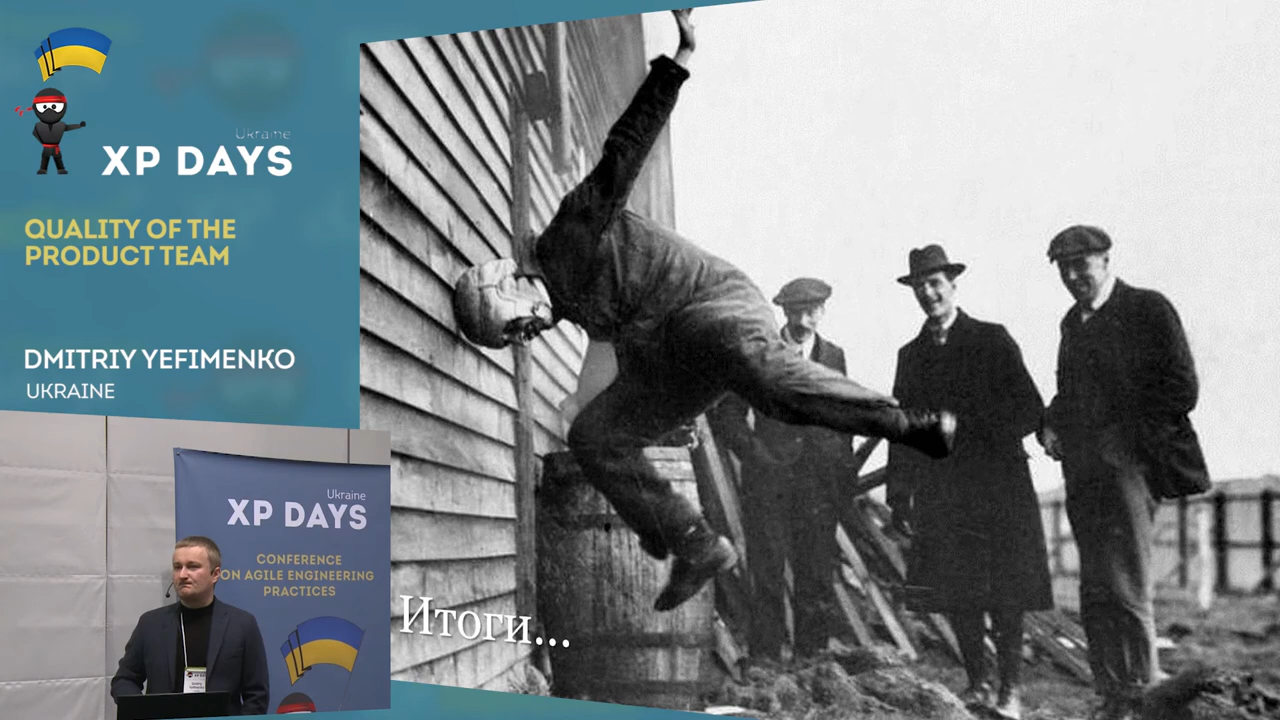 Ukraine
XP DAYS
QUALITY OF THE
PRODUCT TEAM
DMITRIY YEFIMENKO
UKRAINE
Ukraine
XP DAYS
CONFERENCE
ON AGILE ENGINEERING
PRACTICES
Итоги...